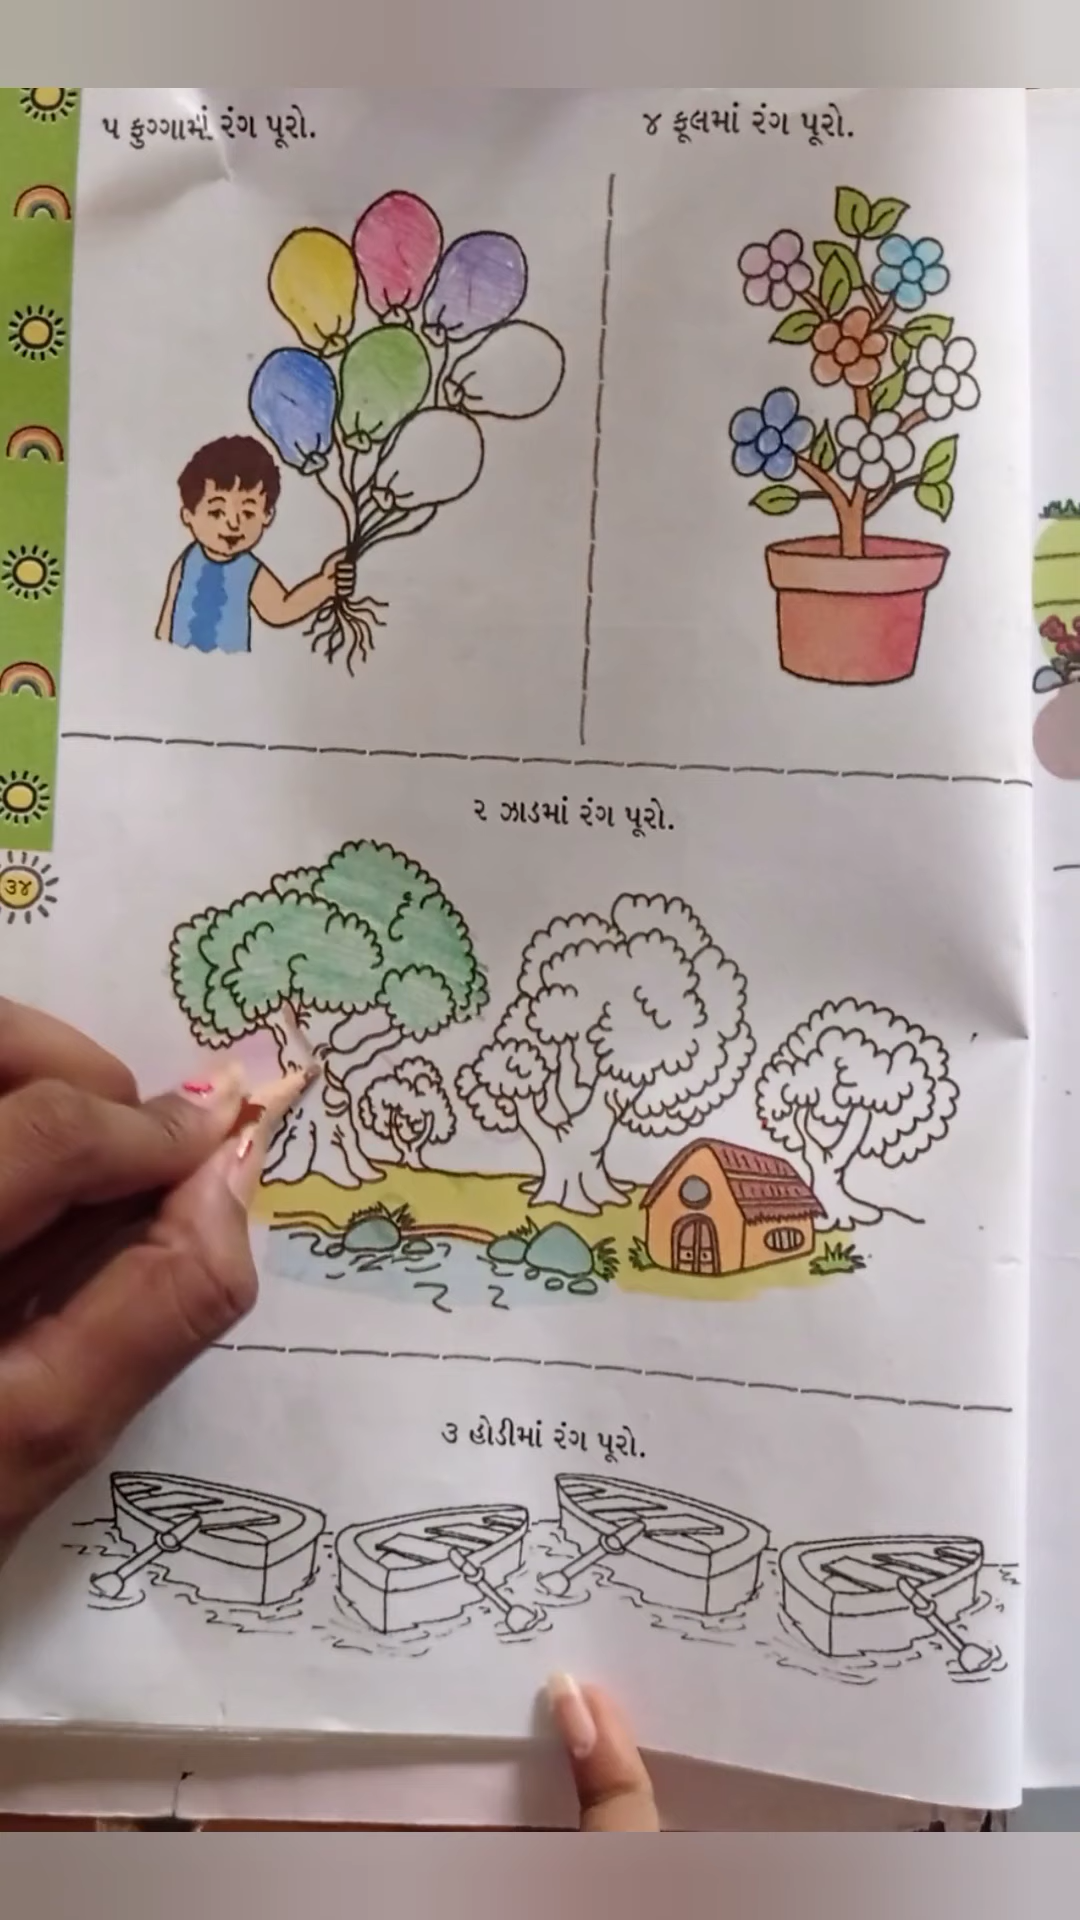 ૫ ફુગ્ગામાં રંગ પૂરો.
૪ ફૂલમાં રંગ પૂરો.
૨ ઝાડમાં રંગ પૂરો.
૩૪
૩ હોડીમાં રંગ પૂરો.